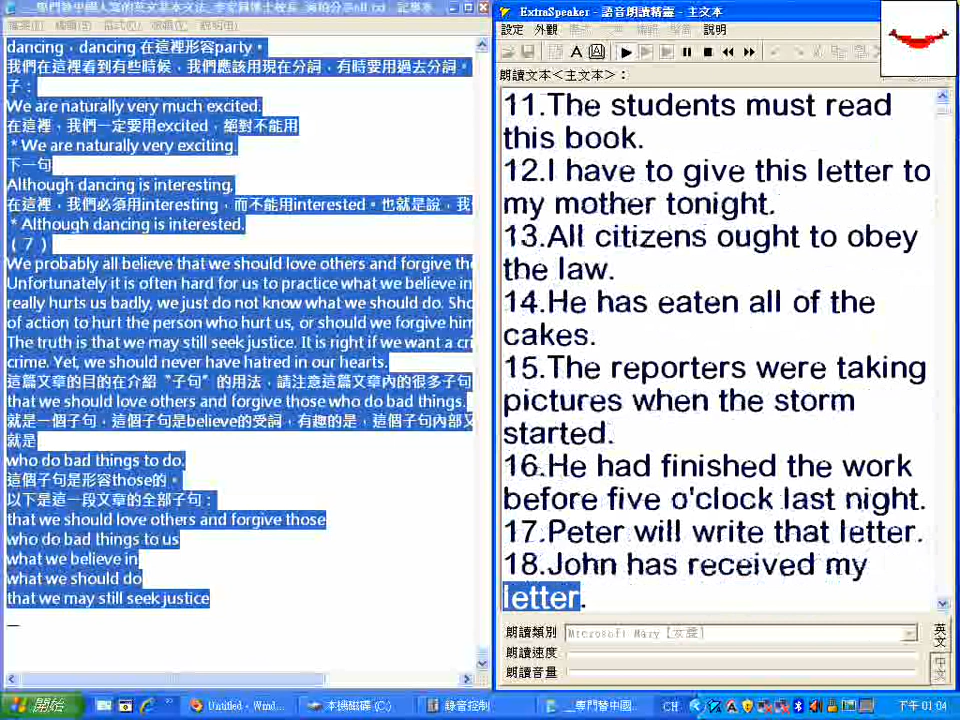 dancing, dancing 在這裡形容party。
我們在這裡看到有些時候，我們應該用現在分詞，有時要用過去分詞。
子：
We are naturally very much excited.
在這裡，我們一定要用excited，絕對不能用
* We are naturally very exciting.
下一句
Although dancing is interesting,
在這裡，我們必須用interesting，而不能用interested。也就是說，我
* Although dancing is interested.
（７）
We probably all believe that we should love others and forgive the
Unfortunately it is often hard for us to practice what we believe in
really hurts us badly, we just do not know what we should do. Sho
of action to hurt the person who hurt us, or should we forgive him
The truth is that we may still seek justice. It is right if we want a cri
crime. Yet, we should never have hatred in our hearts.
這篇文章的目的在介紹“子句”的用法，請注意這篇文章內的很多子句
that we should love others and forgive those who do bad things.
就是一個子句，這個子句是believe的受詞，有趣的是，這個子句內部又
就是
who do bad things to do.
這個子句是形容those的。
以下是這一段文章的全部子句：
that we should love others and forgive those
who do bad things to us
what we believe in
what we should do
that we may still seek justice
ExtraSpeaker - 語音朗讀精靈 - 主文本
設定 外觀 說明
朗讀文本<主文本>：
11.The students must read
this book.
12.I have to give this letter to
my mother tonight.
13.All citizens ought to obey
the law.
14.He has eaten all of the
cakes.
15.The reporters were taking
pictures when the storm
started.
16.He had finished the work
before five o'clock last night.
17.Peter will write that letter.
18.John has received my
letter.
朗讀類別 Microsoft Mary【女聲】
朗讀速度
朗讀音量
英文
中文
開始 Untitled - Wind... 本機磁碟 (C:) 錄音控制 __專門替中國... CH 下午 01:04